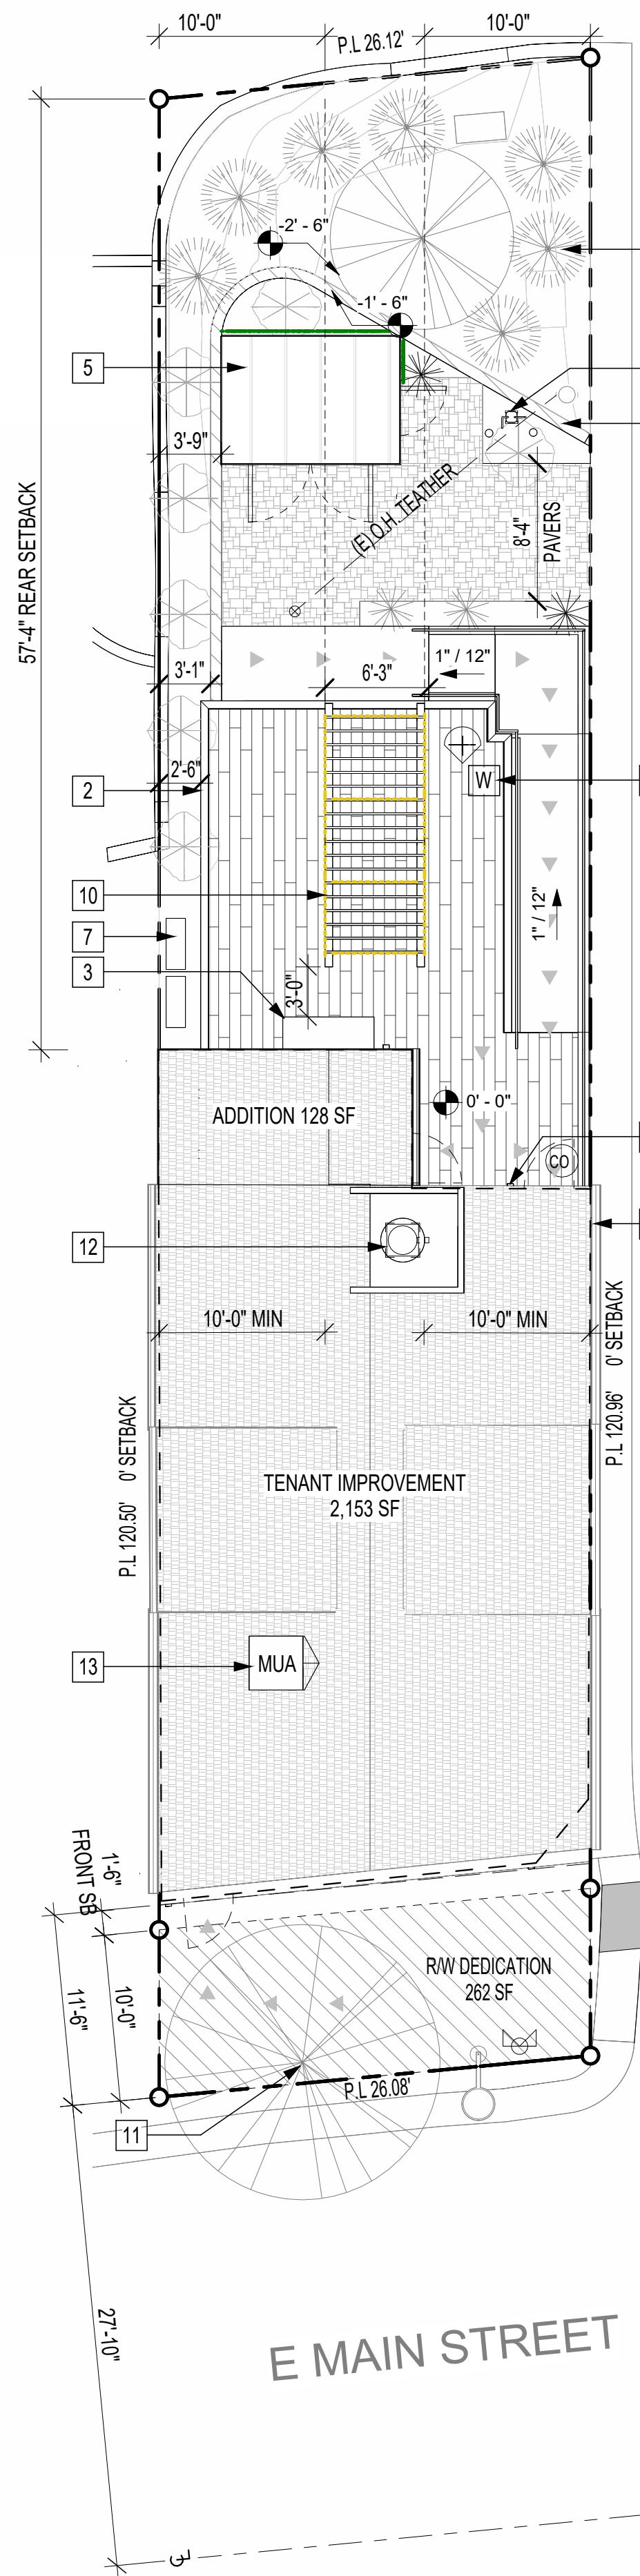 10'-0"
P.L 26.12'
10'-0"
-2' - 6"
-1' - 6"
5
3'-9"
(E) O.H. TEATHER
8'-4"
PAVERS
57'-4" REAR SETBACK
3'-1"
6'-3"
1" / 12"
2'-6"
2
W
10
1" / 12"
7
3
3'-0"
0' - 0"
ADDITION 128 SF
CO
12
10'-0" MIN
10'-0" MIN
P.L 120.96' 0' SETBACK
P.L 120.50' 0' SETBACK
TENANT IMPROVEMENT
2,153 SF
13
MUA
1'-6"
FRONT SB
R/W DEDICATION
262 SF
11'-6"
10'-0"
P.L 26.08'
11
27'-10"
E MAIN STREET